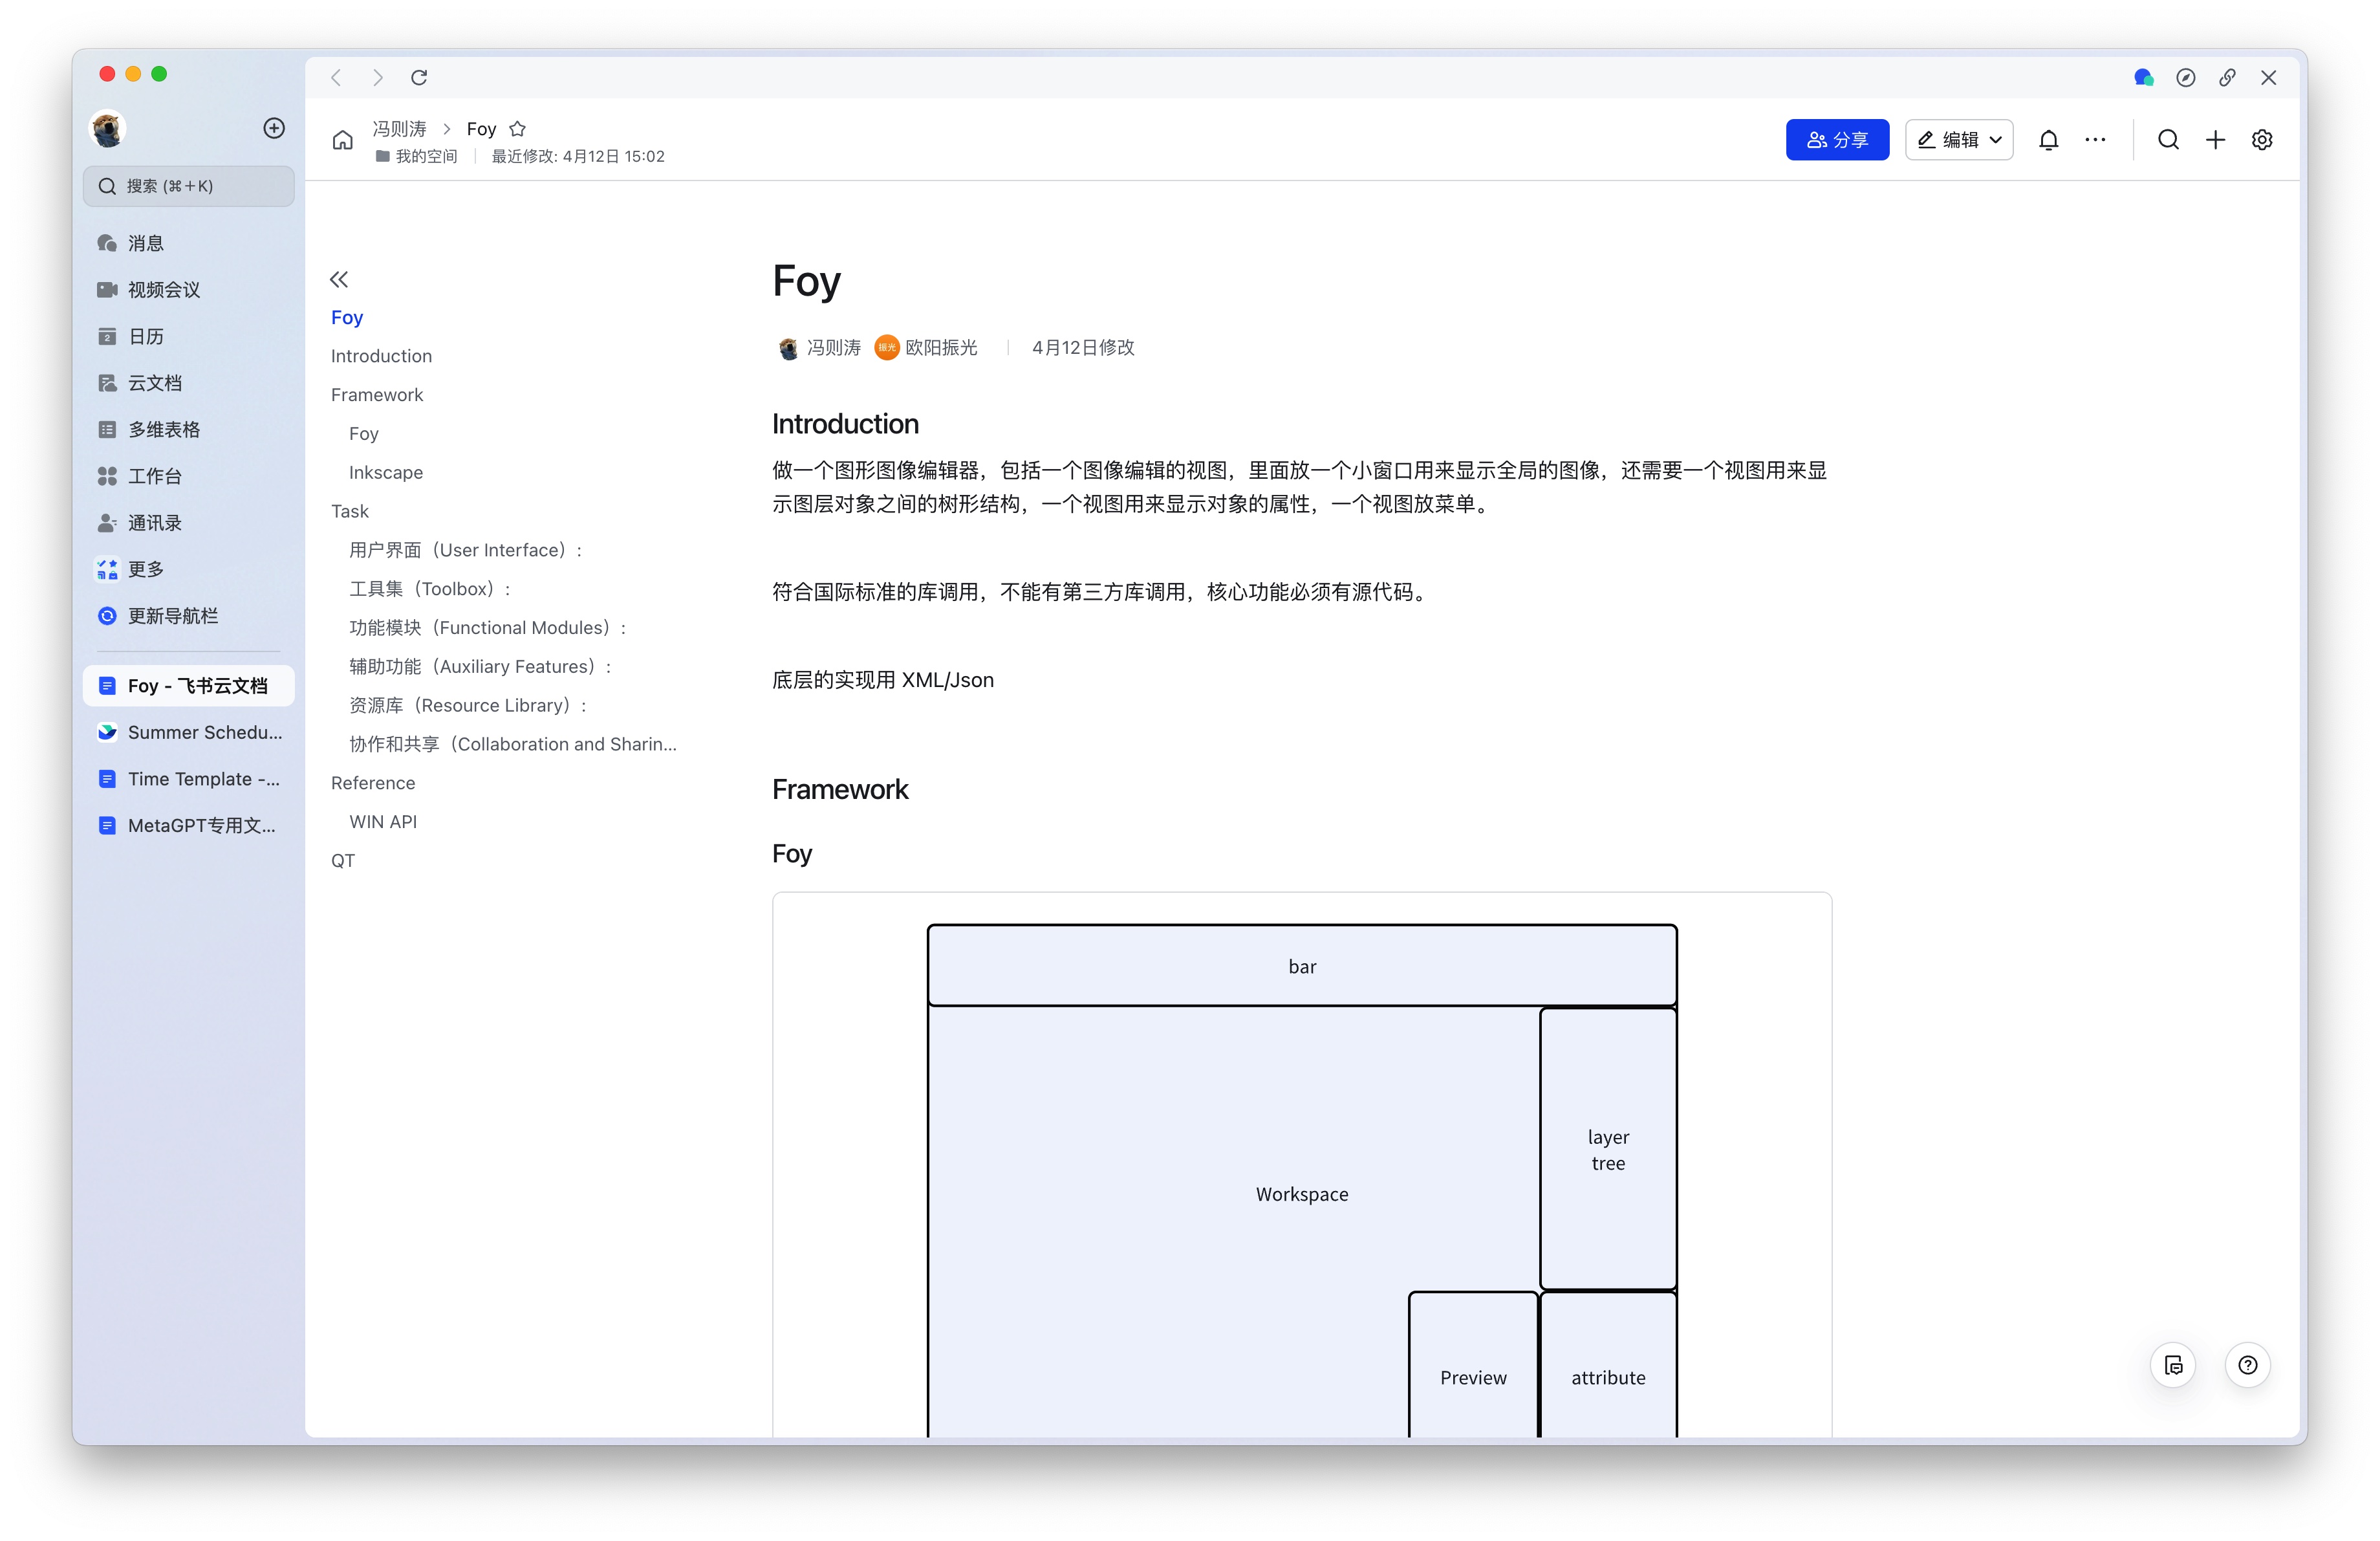 搜索 (⌘+K)
消息
视频会议
2
日历
云文档
多维表格
工作台
通讯录
更多
更新导航栏
Foy - 飞书云文档
Summer Schedu...
Time Template -...
MetaGPT专用文...
冯则涛 > Foy
我的空间 | 最近修改: 4月12日 15:02
分享
编辑
Foy
Introduction
Framework
Foy
Inkscape
Task
用户界面（User Interface）:
工具集（Toolbox）:
功能模块（Functional Modules）:
辅助功能（Auxiliary Features）:
资源库（Resource Library）:
协作和共享（Collaboration and Sharin...
Reference
WIN API
QT
Foy
冯则涛 振光 欧阳振光 | 4月12日修改
Introduction
做一个图形图像编辑器，包括一个图像编辑的视图，里面放一个小窗口用来显示全局的图像，还需要一个视图用来显
示图层对象之间的树形结构，一个视图用来显示对象的属性，一个视图放菜单。
符合国际标准的库调用，不能有第三方库调用，核心功能必须有源代码。
底层的实现用 XML/Json
Framework
Foy
bar
layer
tree
Workspace
Preview
attribute